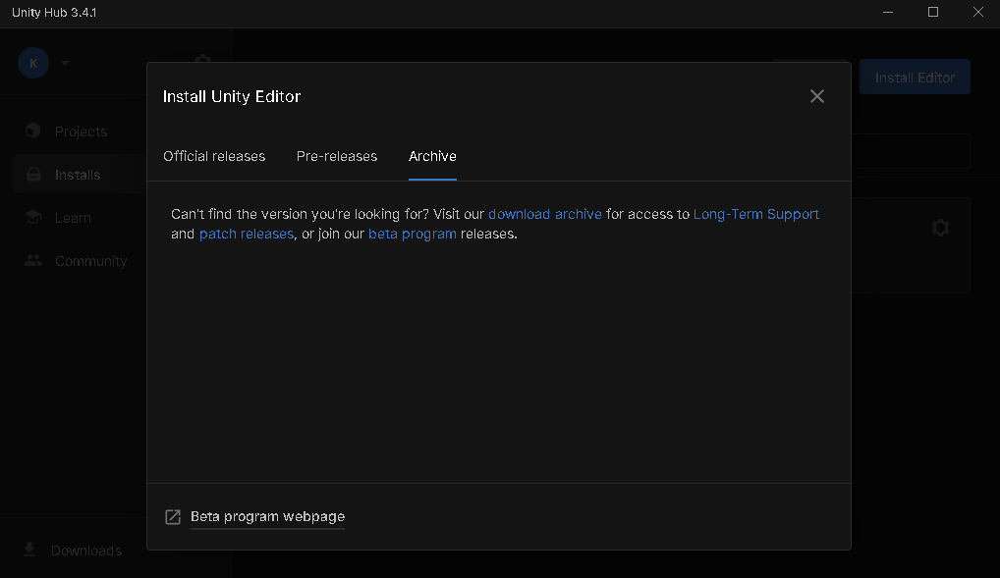 Unity Hub 3.4.1
K
Install Editor
Install Unity Editor
Official releases Pre-releases Archive
Projects
Installs
Learn
Community
Can't find the version you're looking for? Visit our download archive for access to Long-Term Support
and patch releases, or join our beta program releases.
Beta program webpage
Downloads